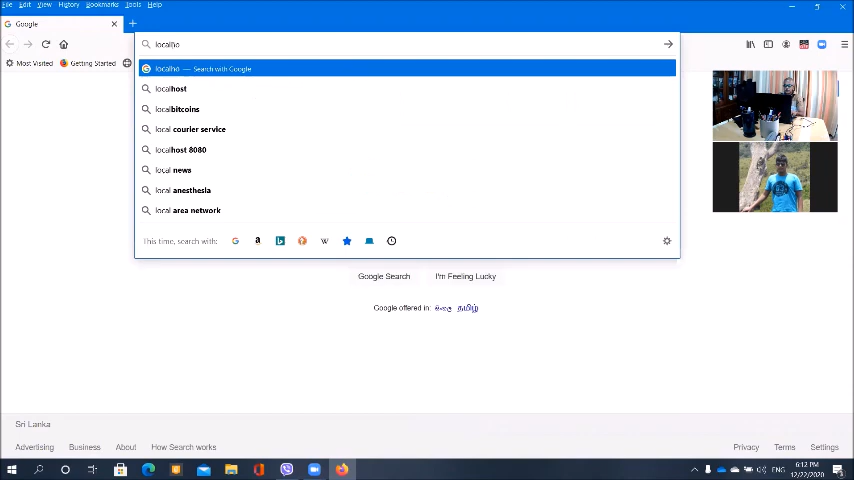 File Edit View History Bookmarks Tools Help
Google
localho
Most Visited Getting Started
localho — Search with Google
localhost
localbitcoins
local courier service
localhost 8080
local news
local anesthesia
local area network
This time, search with:
Google Search I'm Feeling Lucky
Google offered in: සිංහල தமிழ்
Sri Lanka
Advertising Business About How Search works Privacy Terms Settings
ENG
6:12 PM
12/22/2020